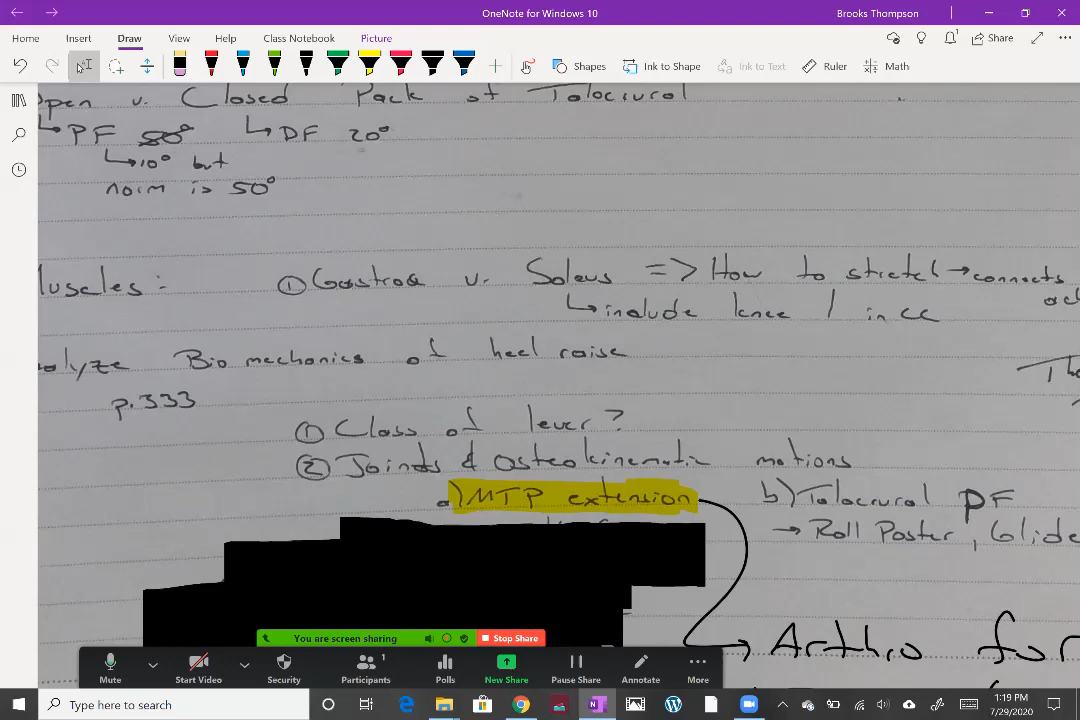 OneNote for Windows 10
Brooks Thompson
Home Insert Draw View Help Class Notebook Picture
Share
Shapes Ink to Shape Ink to Text Ruler Math
Open v. Closed Pack of Talocrural
PF 50° DF 20°
10° but
norm is 50°
Muscles: ① Gastroc v. Soleus => How to stretch → connects
include knee / in CC
alyze Biomechanics of heel raise
p. 333
① Class of lever?
② Joints & Osteokinematic motions
a) MTP extension b) Talocrural PF
→ Roll Poster, Glide
You are screen sharing Stop Share
Arthro for
Mute Start Video Security Participants 1 Polls New Share Pause Share Annotate More
Type here to search
1:19 PM
7/29/2020